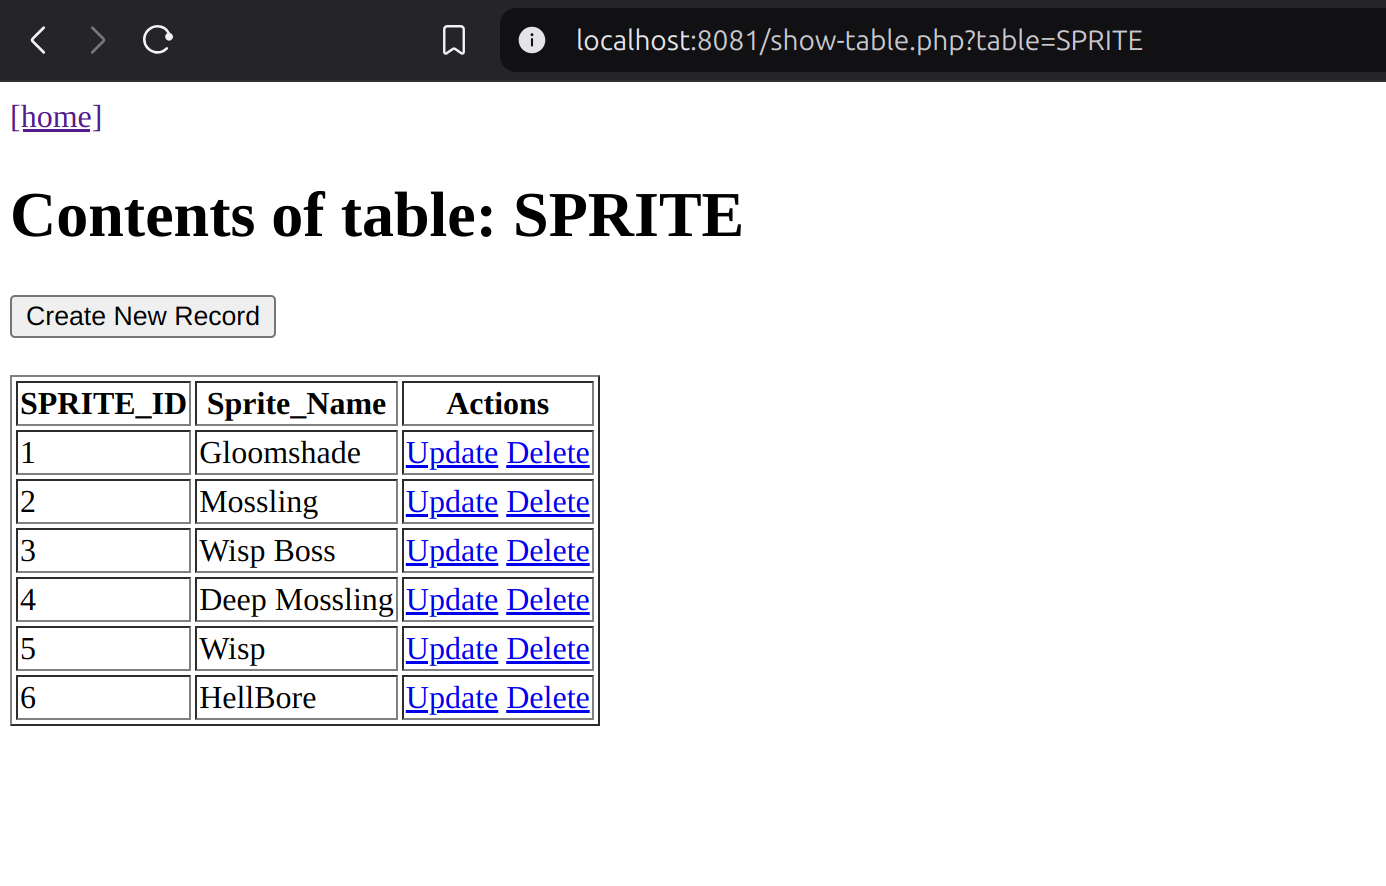 localhost:8081/show-table.php?table=SPRITE
[home]
Contents of table: SPRITE
Create New Record
SPRITE_ID Sprite_Name Actions
1 Gloomshade Update Delete
2 Mossling Update Delete
3 Wisp Boss Update Delete
4 Deep Mossling Update Delete
5 Wisp Update Delete
6 HellBore Update Delete